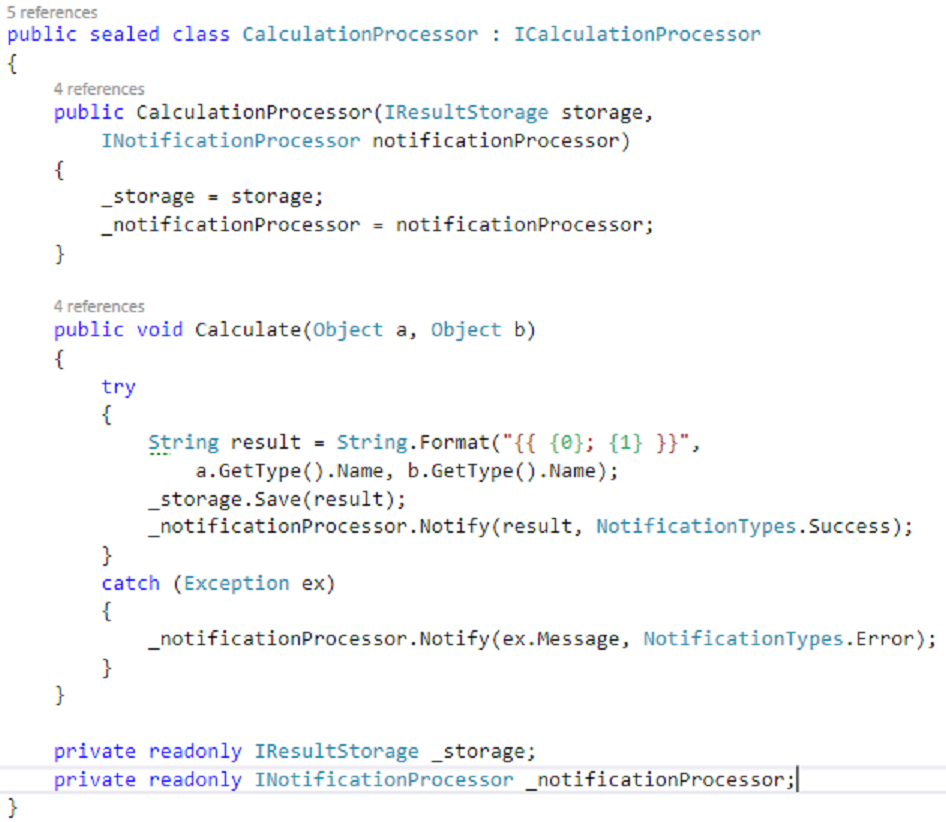 5 references
public sealed class CalculationProcessor : ICalculationProcessor
{
4 references
public CalculationProcessor(IResultStorage storage,
INotificationProcessor notificationProcessor)
{
_storage = storage;
_notificationProcessor = notificationProcessor;
}
4 references
public void Calculate(Object a, Object b)
{
try
{
String result = String.Format("{{ {0}; {1} }}",
a.GetType().Name, b.GetType().Name);
_storage.Save(result);
_notificationProcessor.Notify(result, NotificationTypes.Success);
}
catch (Exception ex)
{
_notificationProcessor.Notify(ex.Message, NotificationTypes.Error);
}
}
private readonly IResultStorage _storage;
private readonly INotificationProcessor _notificationProcessor;
}